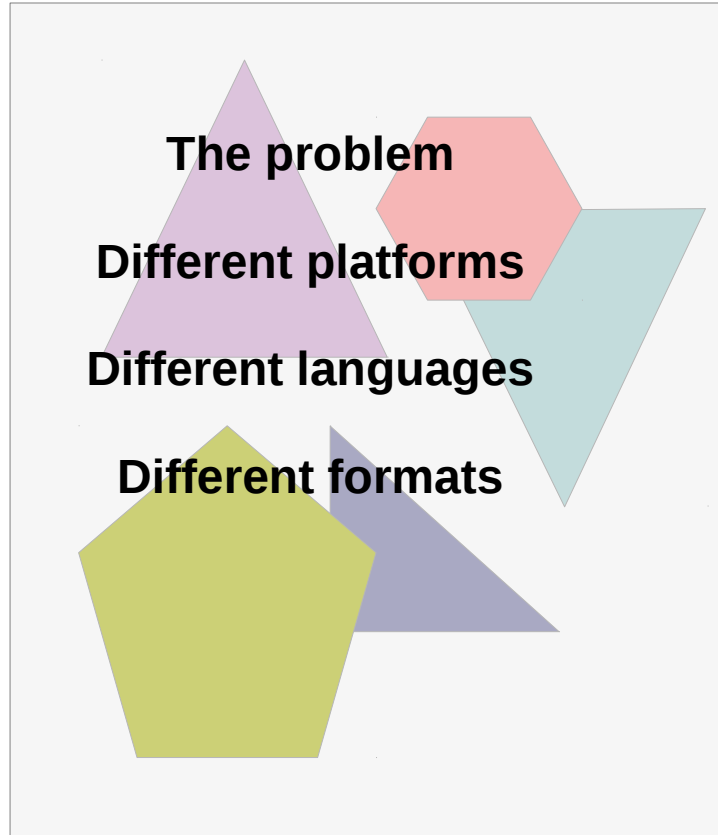 The problem
Different platforms
Different languages
Different formats